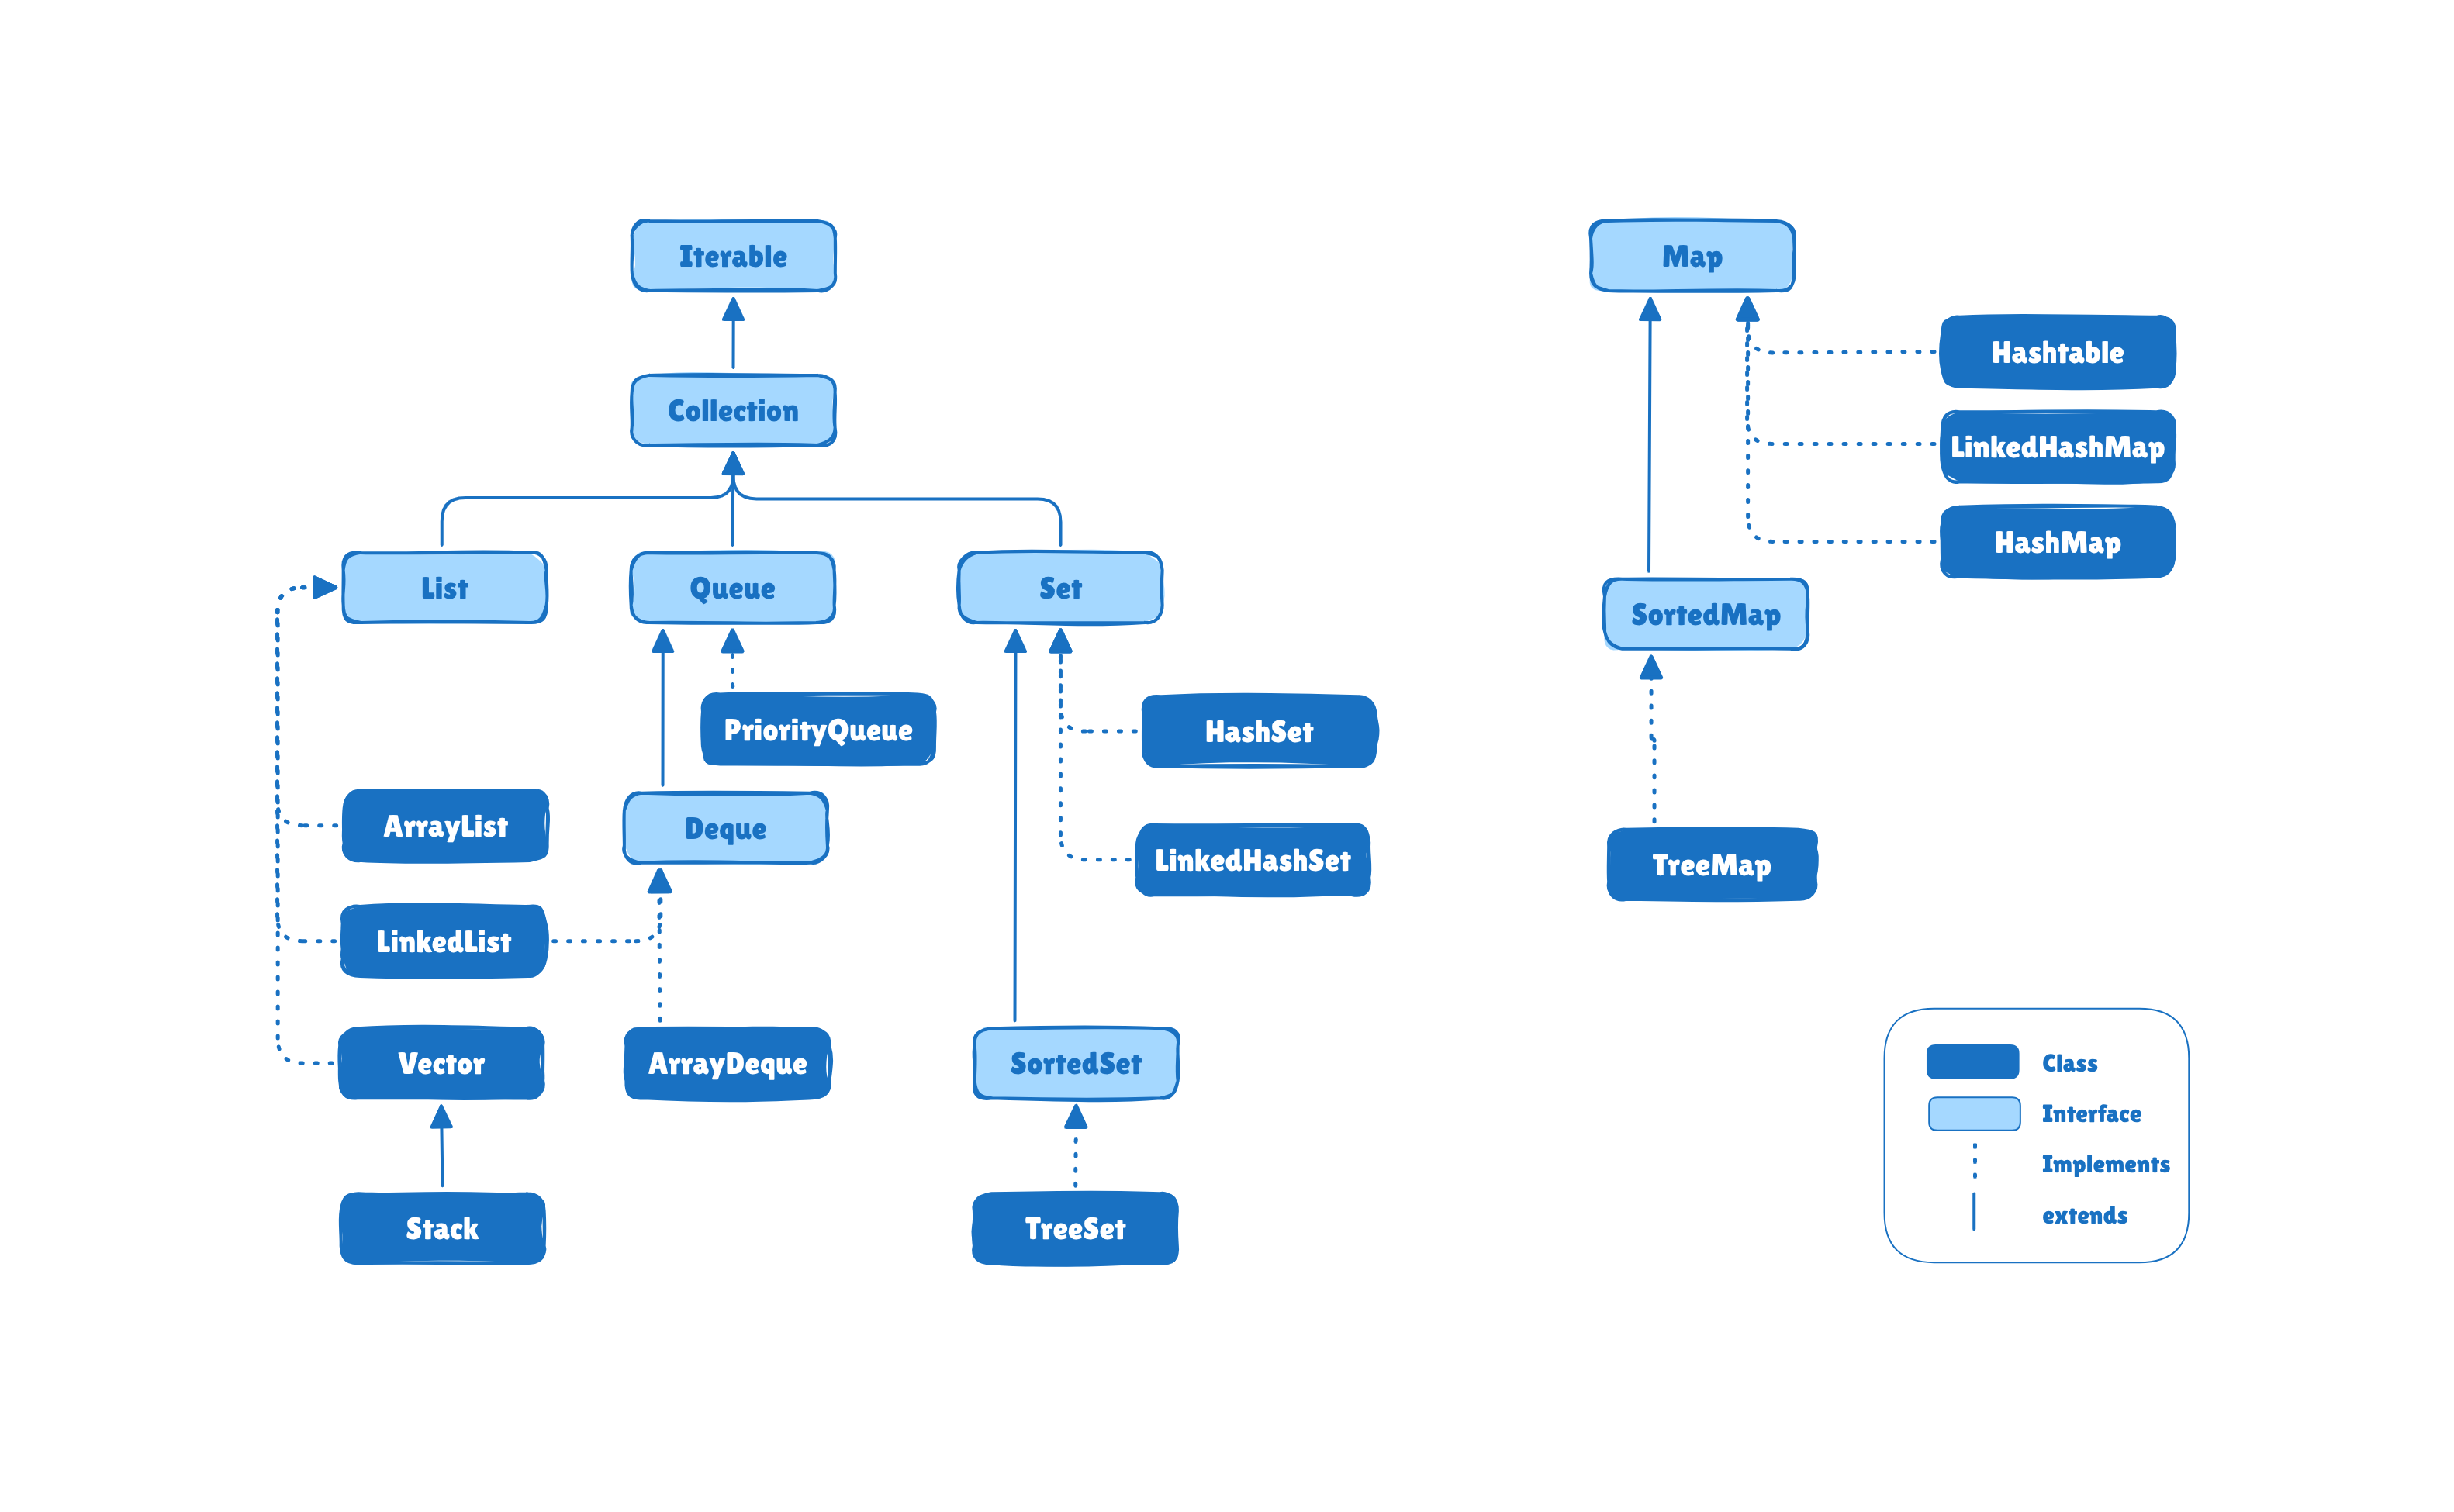 Iterable
Map
Hashtable
Collection
LinkedHashMap
HashMap
List
Queue
Set
SortedMap
PriorityQueue
HashSet
ArrayList
Deque
LinkedHashSet
TreeMap
LinkedList
Vector
ArrayDeque
SortedSet
Class
Interface
Implements
extends
Stack
TreeSet